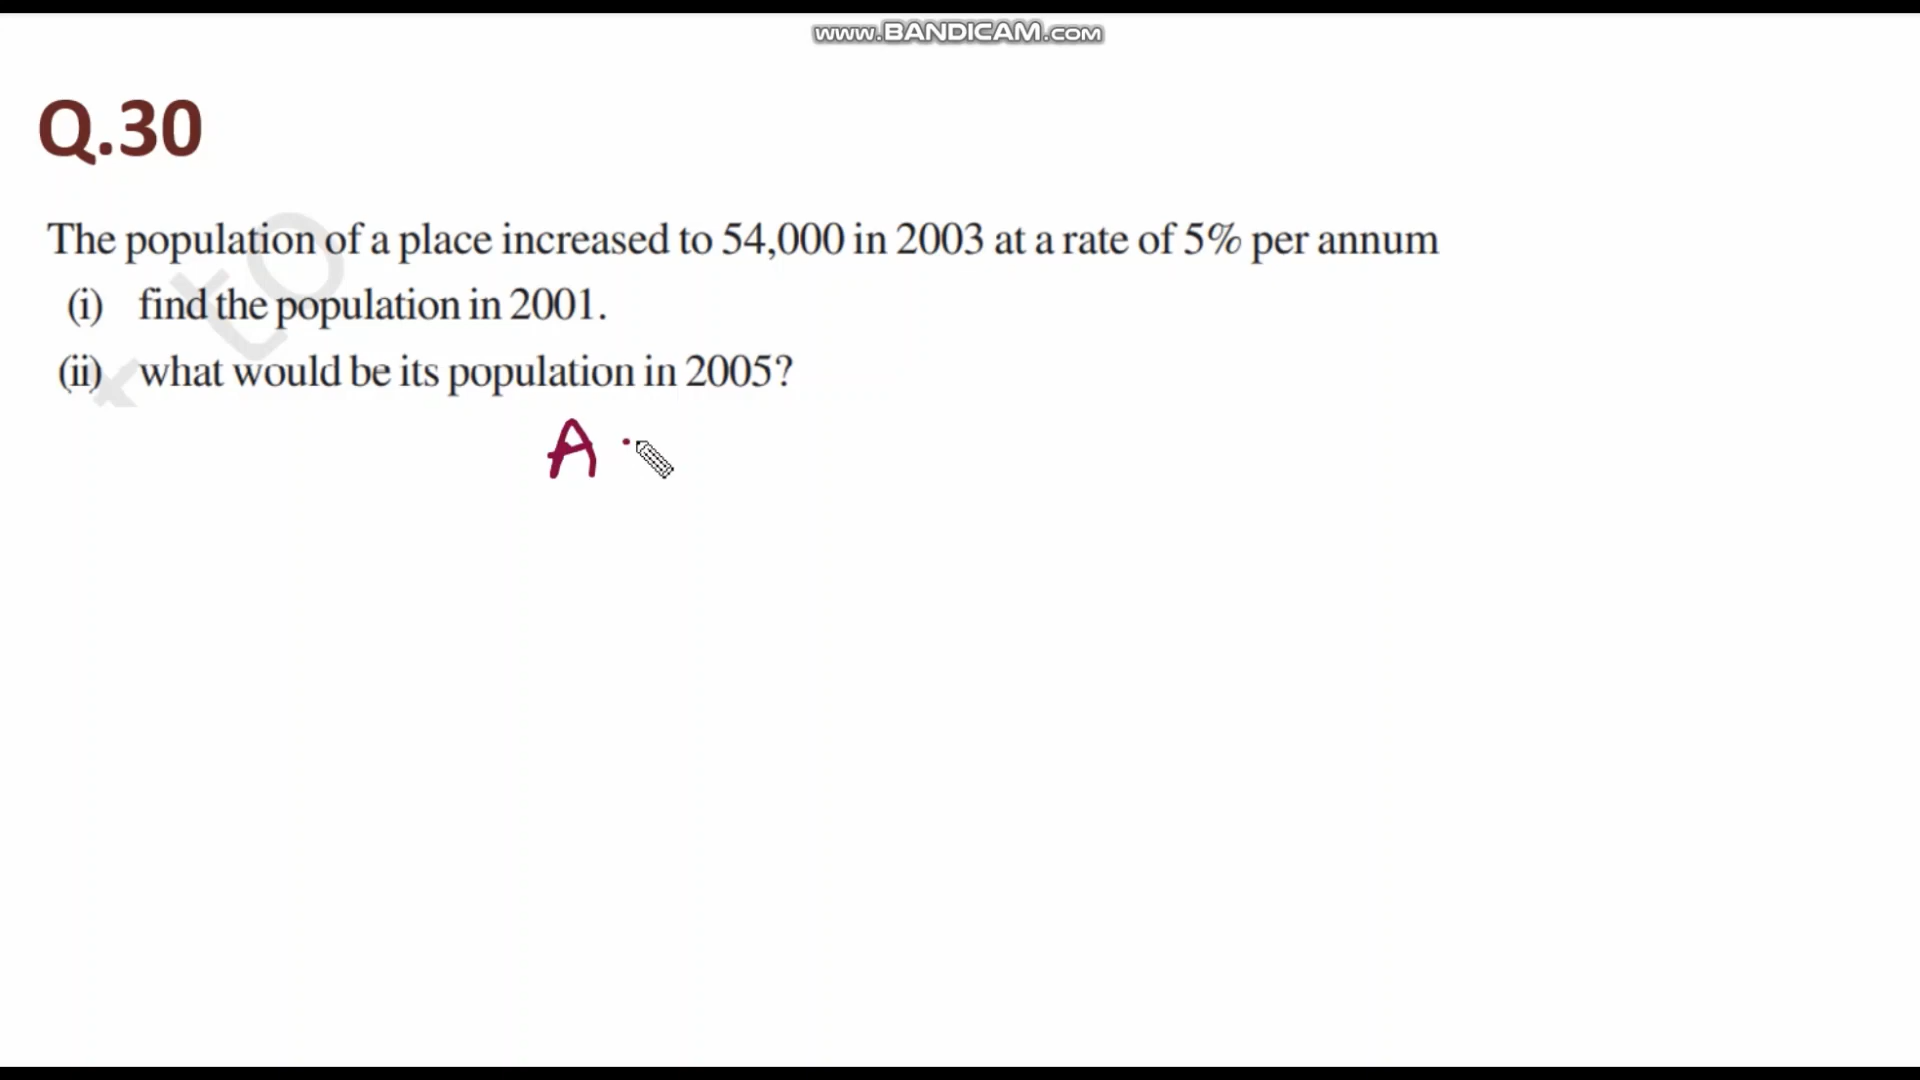 www.BANDICAM.com
Q.30
The population of a place increased to 54,000 in 2003 at a rate of 5% per annum
(i) find the population in 2001.
(ii) what would be its population in 2005?
A